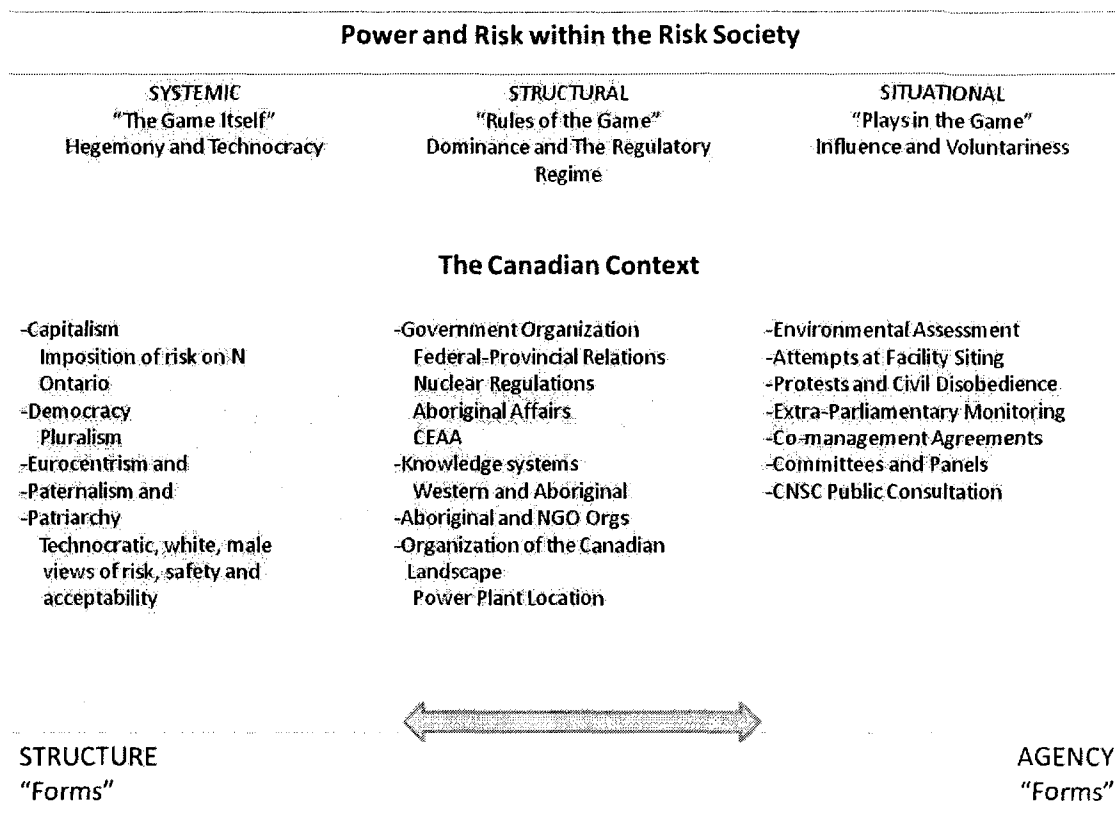 Power and Risk within the Risk Society
SYSTEMIC
"The Game Itself"
Hegemony and Technocracy
STRUCTURAL
"Rules of the Game"
Dominance and The Regulatory
Regime
SITUATIONAL
"Plays in the Game"
Influence and Voluntariness
The Canadian Context
-Capitalism
Imposition of risk on N
Ontario
-Democracy
Pluralism
-Eurocentrism and
-Paternalism and
-Patriarchy
Technocratic, white, male
views of risk, safety and
acceptability
-Government Organization
Federal-Provincial Relations
Nuclear Regulations
Aboriginal Affairs
CEAA
-Knowledge systems
Western and Aboriginal
-Aboriginal and NGO Orgs
-Organization of the Canadian
Landscape
Power Plant Location
-Environmental Assessment
-Attempts at Facility Siting
-Protests and Civil Disobedience
-Extra-Parliamentary Monitoring
-Co-management Agreements
-Committees and Panels
-CNSC Public Consultation
STRUCTURE
"Forms"
AGENCY
"Forms"